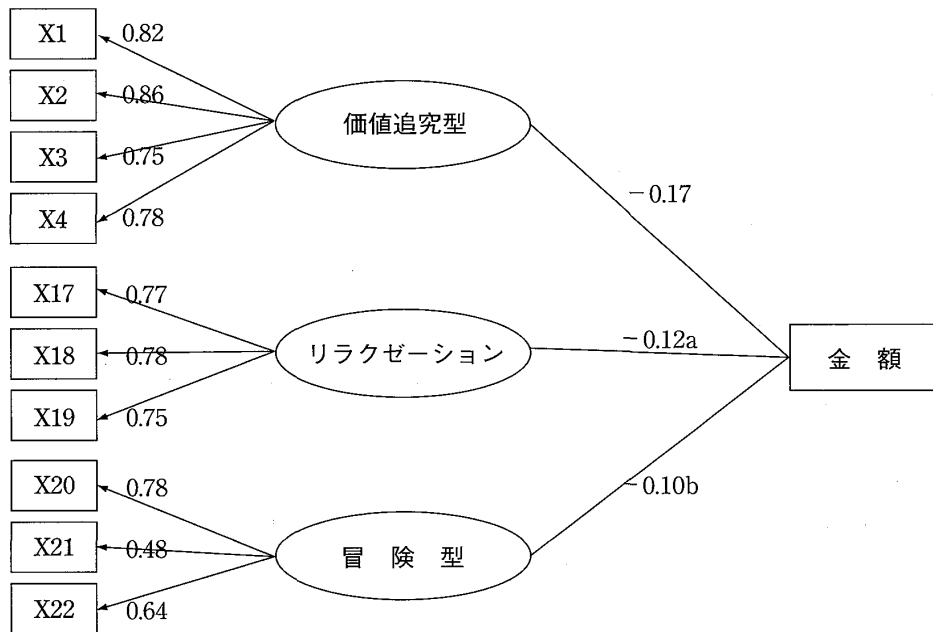 X1
0.82
X2
0.86
X3
0.75
X4
0.78
価値追究型
-0.17
X17
0.77
X18
0.78
X19
0.75
リラクゼーション
-0.12a
金 額
X20
0.78
X21
0.48
X22
0.64
冒 険 型
-0.10b